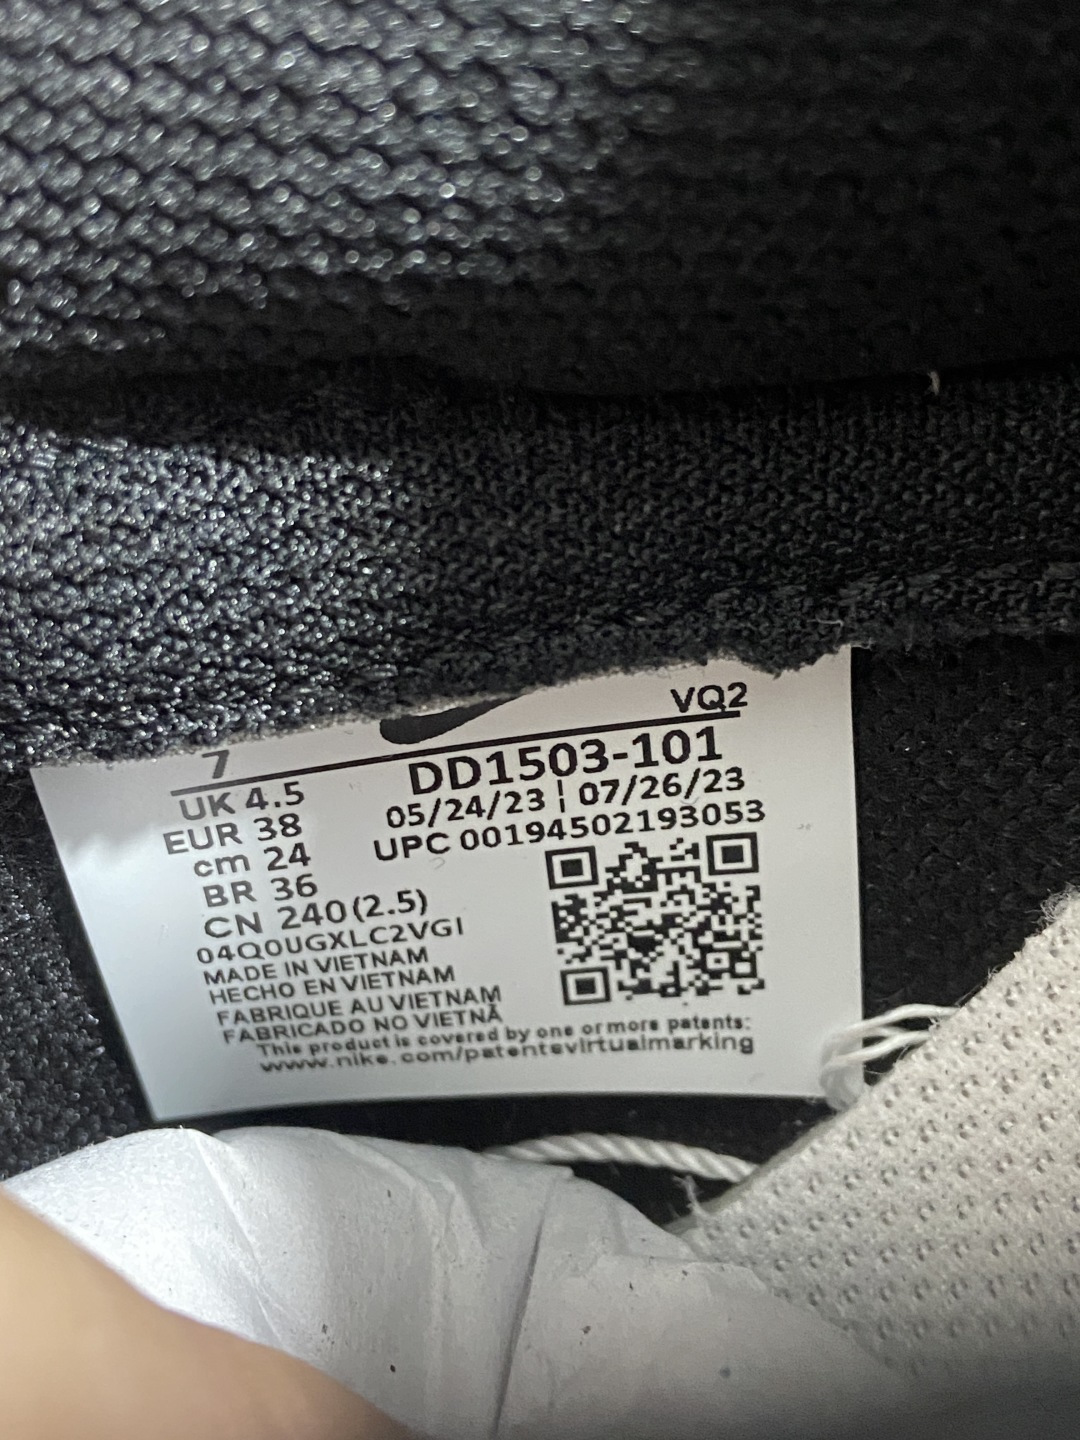 VQ2
7
DD1503-101
UK 4.5
05/24/23 | 07/26/23
EUR 38
UPC 00194502193053
cm 24
BR 36
CN 240(2.5)
04Q0UGXLC2VGI
MADE IN VIETNAM
HECHO EN VIETNAM
FABRIQUE AU VIETNAM
FABRICADO NO VIETNÃ
This product is covered by one or more patents:
www.nike.com/patentsvirtualmarking